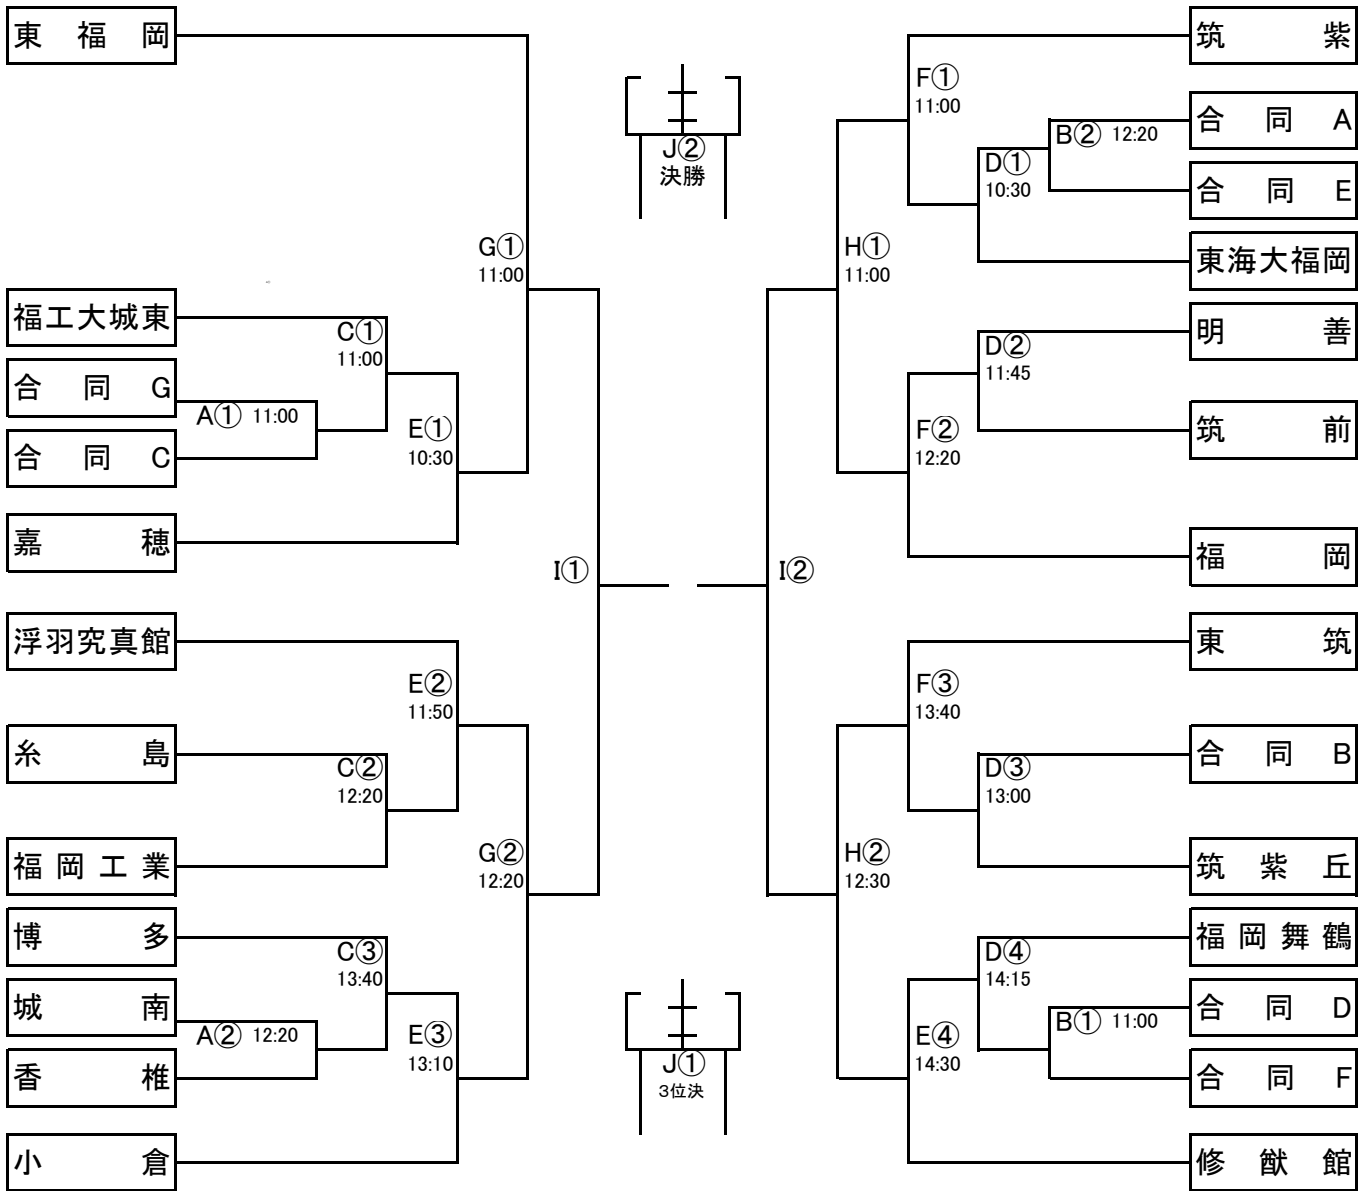 東福岡
福工大城東
合同G
合同C
嘉穂
浮羽究真館
糸島
福岡工業
博多
城南
香椎
小倉
A① 11:00
A② 12:20
C①
11:00
C②
12:20
C③
13:40
E①
10:30
E②
11:50
E③
13:10
G①
11:00
G②
12:20
I①
J②
決勝
J①
3位決
I②
H①
11:00
H②
12:30
F①
11:00
F②
12:20
F③
13:40
E④
14:30
D①
10:30
D②
11:45
D③
13:00
D④
14:15
B② 12:20
B① 11:00
筑紫
合同A
合同E
東海大福岡
明善
筑前
福岡
東筑
合同B
筑紫丘
福岡舞鶴
合同D
合同F
修猷館